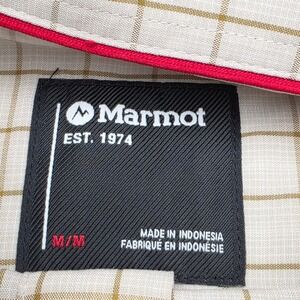 Marmot
EST. 1974
M/M
MADE IN INDONESIA
FABRIQUÉ EN INDONÉSIE